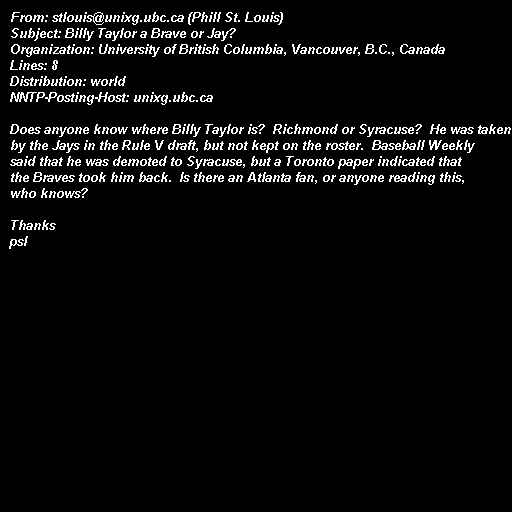 From: stlouis@unixg.ubc.ca (Phill St. Louis)
Subject: Billy Taylor a Brave or Jay?
Organization: University of British Columbia, Vancouver, B.C., Canada
Lines: 8
Distribution: world
NNTP-Posting-Host: unixg.ubc.ca

Does anyone know where Billy Taylor is?  Richmond or Syracuse?  He was taken
by the Jays in the Rule V draft, but not kept on the roster.  Baseball Weekly
said that he was demoted to Syracuse, but a Toronto paper indicated that
the Braves took him back.  Is there an Atlanta fan, or anyone reading this,
who knows?

Thanks
psl